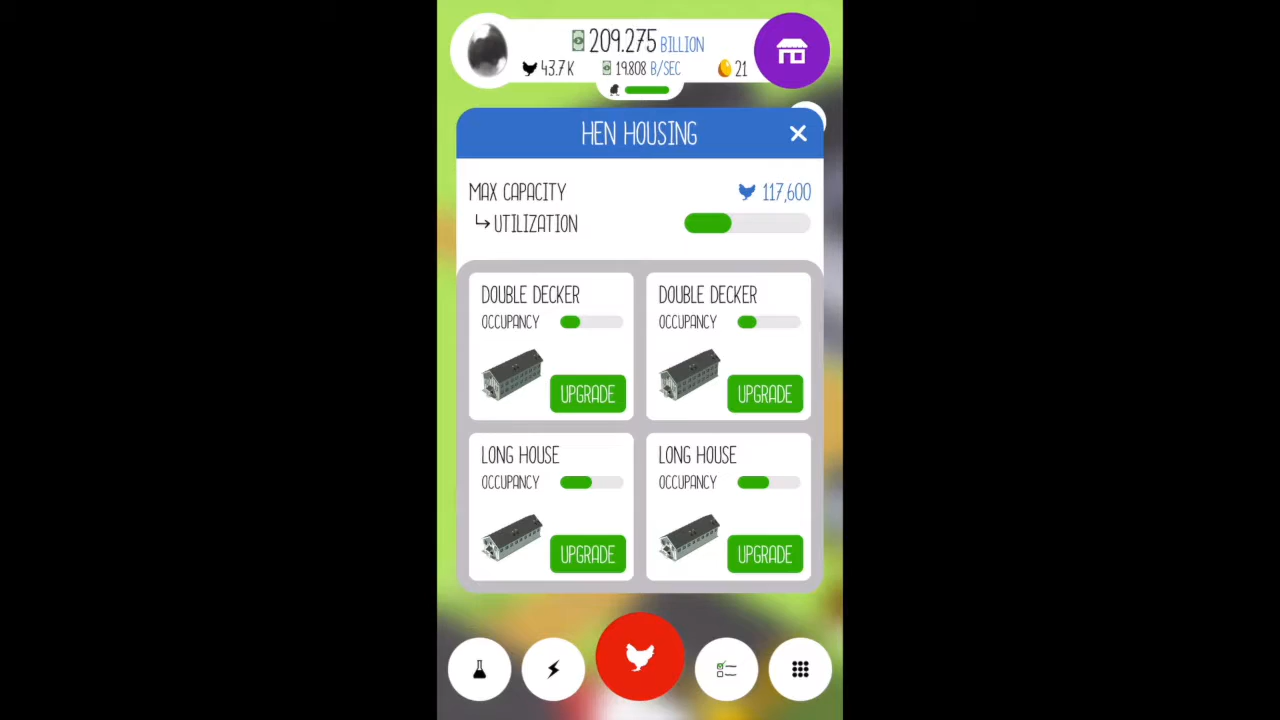 209.275 BILLION
43.7 K 19.808 B/SEC 21
HEN HOUSING
MAX CAPACITY 117,600
UTILIZATION
DOUBLE DECKER DOUBLE DECKER
OCCUPANCY OCCUPANCY
UPGRADE UPGRADE
LONG HOUSE LONG HOUSE
OCCUPANCY OCCUPANCY
UPGRADE UPGRADE